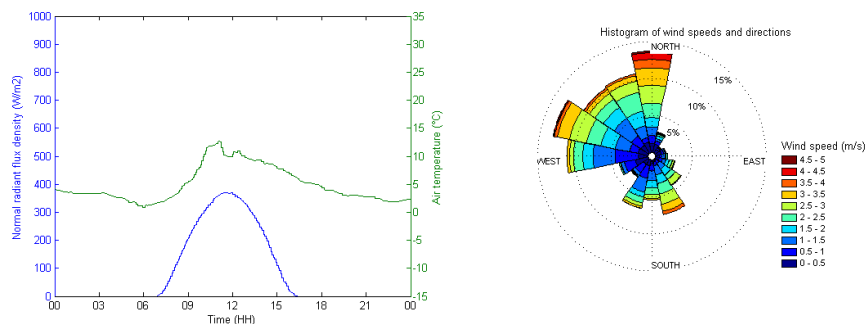 1000
900
800
700
600
500
400
300
200
100
0
Normal radiant flux density (W/m2)
00 03 06 09 12 15 18 21 00
Time (HH)
35
30
25
20
15
10
5
0
-5
-10
-15
Air temperature (°C)
Histogram of wind speeds and directions
NORTH
15%
10%
5%
WEST
EAST
SOUTH
Wind speed (m/s)
4.5 - 5
4 - 4.5
3.5 - 4
3 - 3.5
2.5 - 3
2 - 2.5
1.5 - 2
1 - 1.5
0.5 - 1
0 - 0.5